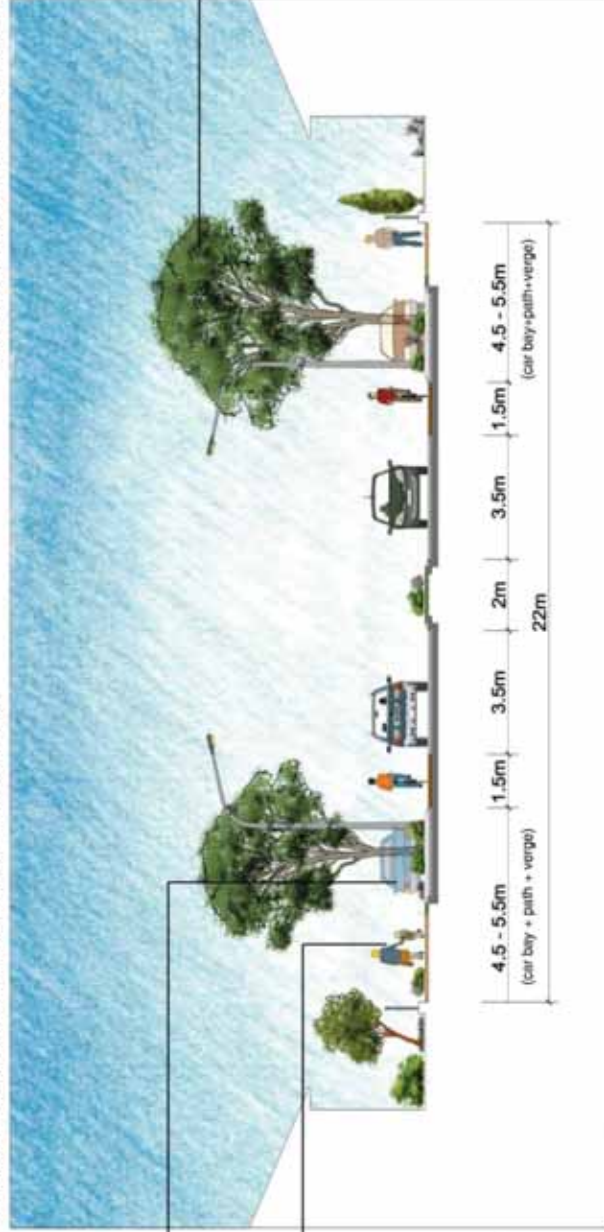 4.5 - 5.5m
1.5m
3.5m
2m
3.5m
1.5m
4.5 - 5.5m
(car bay + path + verge)
(car bay+path+verge)
22m